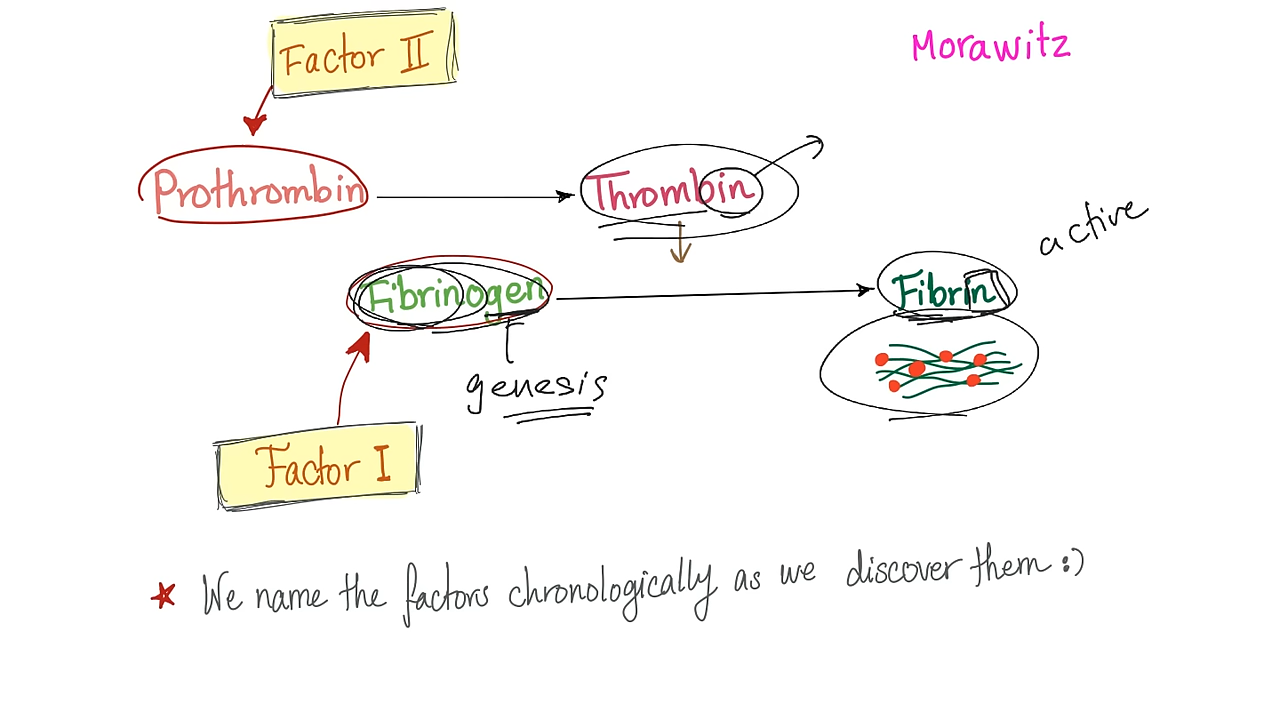 Factor II
Morawitz
Prothrombin
Thrombin
active
Fibrinogen
Fibrin
genesis
Factor I
We name the factors chronologically as we discover them :)